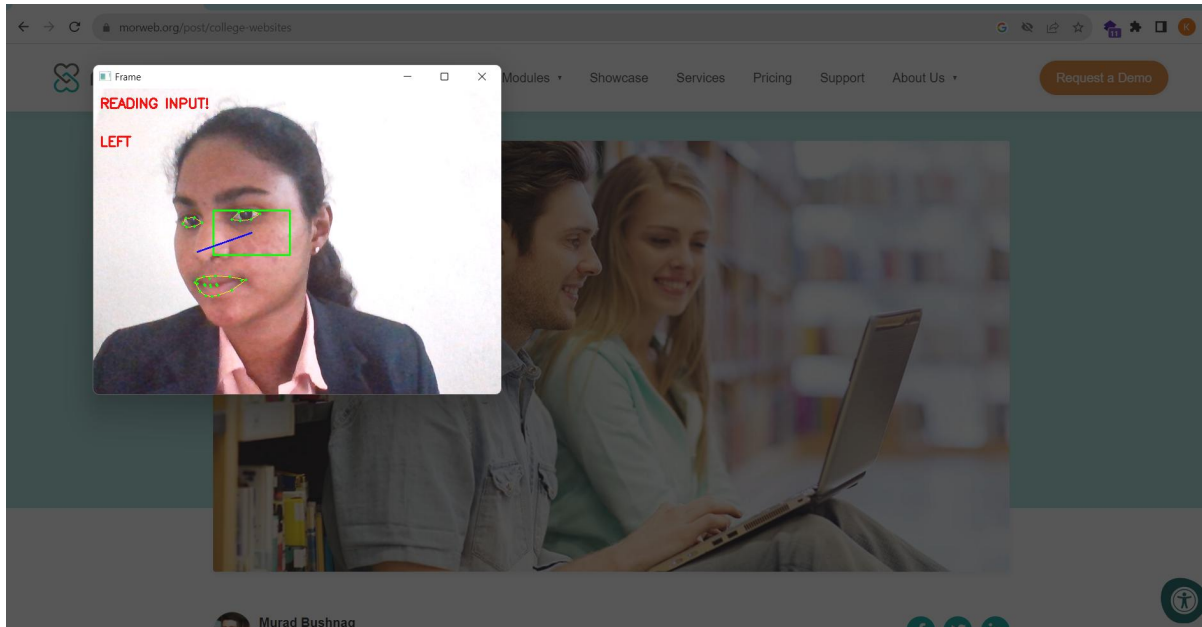 morweb.org/post/college-websites
G
11
K
Frame
Modules
Showcase
Services
Pricing
Support
About Us
Request a Demo
READING INPUT!
LEFT
Murad Bushnaq